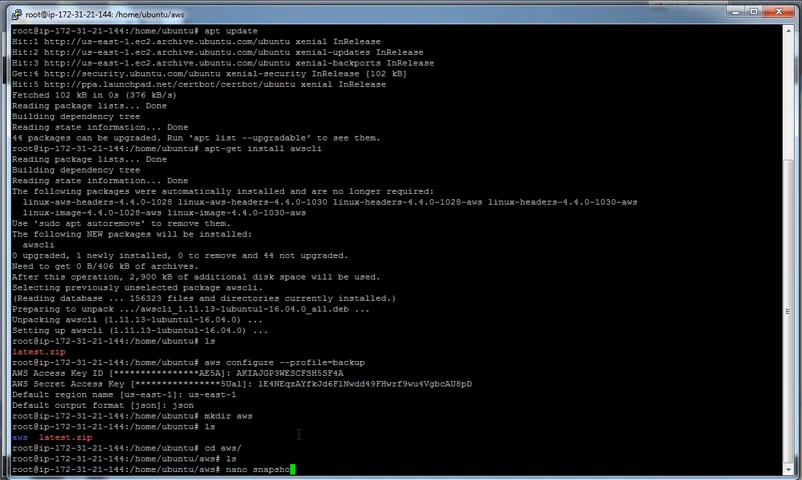 root@ip-172-31-21-144: /home/ubuntu/aws
root@ip-172-31-21-144:/home/ubuntu# apt update
Hit:1 http://us-east-1.ec2.archive.ubuntu.com/ubuntu xenial InRelease
Hit:2 http://us-east-1.ec2.archive.ubuntu.com/ubuntu xenial-updates InRelease
Hit:3 http://us-east-1.ec2.archive.ubuntu.com/ubuntu xenial-backports InRelease
Get:4 http://security.ubuntu.com/ubuntu xenial-security InRelease [102 kB]
Hit:5 http://ppa.launchpad.net/certbot/certbot/ubuntu xenial InRelease
Fetched 102 kB in 0s (376 kB/s)
Reading package lists... Done
Building dependency tree
Reading state information... Done
44 packages can be upgraded. Run 'apt list --upgradable' to see them.
root@ip-172-31-21-144:/home/ubuntu# apt-get install awscli
Reading package lists... Done
Building dependency tree
Reading state information... Done
The following packages were automatically installed and are no longer required:
linux-aws-headers-4.4.0-1028 linux-aws-headers-4.4.0-1030 linux-headers-4.4.0-1028-aws linux-headers-4.4.0-1030-aws
linux-image-4.4.0-1028-aws linux-image-4.4.0-1030-aws
Use 'sudo apt autoremove' to remove them.
The following NEW packages will be installed:
awscli
0 upgraded, 1 newly installed, 0 to remove and 44 not upgraded.
Need to get 0 B/406 kB of archives.
After this operation, 2,900 kB of additional disk space will be used.
Selecting previously unselected package awscli.
(Reading database ... 156323 files and directories currently installed.)
Preparing to unpack .../awscli_1.11.13-1ubuntu1-16.04.0_all.deb ...
Unpacking awscli (1.11.13-1ubuntu1-16.04.0) ...
Setting up awscli (1.11.13-1ubuntu1-16.04.0) ...
root@ip-172-31-21-144:/home/ubuntu# ls
latest.zip
root@ip-172-31-21-144:/home/ubuntu# aws configure --profile=backup
AWS Access Key ID [****************AE5A]: AKIAJGP3WESCFSH5SF4A
AWS Secret Access Key [****************5Ual]: 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
Default region name [us-east-1]: us-east-1
Default output format [json]: json
root@ip-172-31-21-144:/home/ubuntu# mkdir aws
root@ip-172-31-21-144:/home/ubuntu# ls
aws latest.zip
root@ip-172-31-21-144:/home/ubuntu# cd aws/
root@ip-172-31-21-144:/home/ubuntu/aws# ls
root@ip-172-31-21-144:/home/ubuntu/aws# nano snapsho